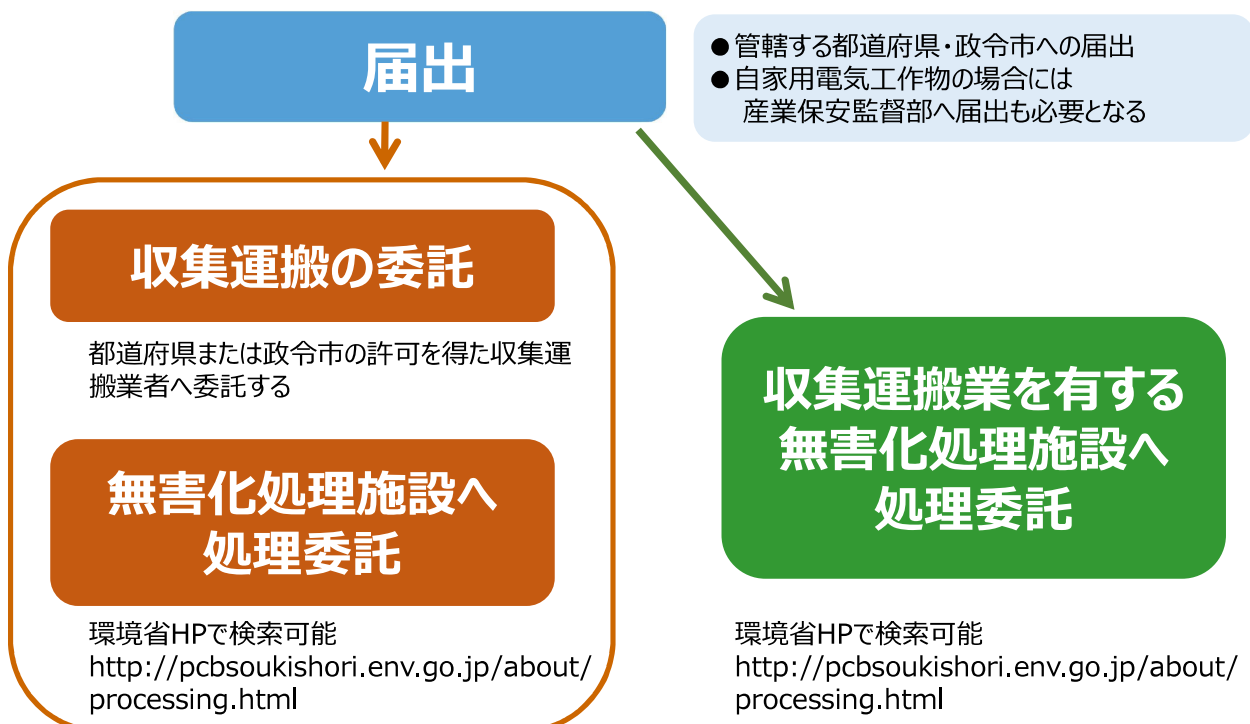 届出
●管轄する都道府県・政令市への届出
●自家用電気工作物の場合には
産業保安監督部へ届出も必要となる
収集運搬の委託
都道府県または政令市の許可を得た収集運
搬業者へ委託する
無害化処理施設へ
処理委託
環境省HPで検索可能
http://pcbsoukishori.env.go.jp/about/
processing.html
収集運搬業を有する
無害化処理施設へ
処理委託
環境省HPで検索可能
http://pcbsoukishori.env.go.jp/about/
processing.html